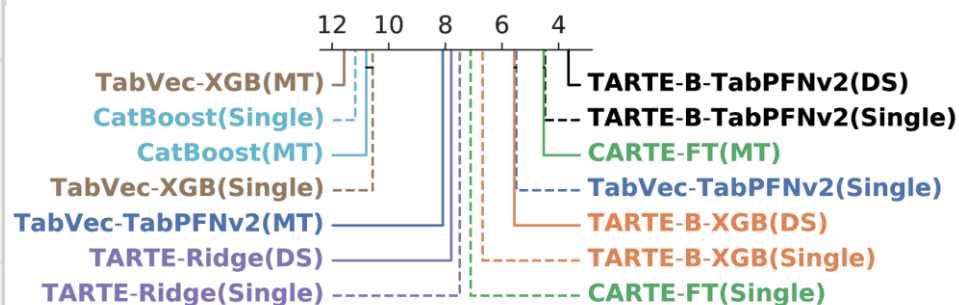 12 10 8 6 4
TabVec-XGB(MT) TARTE-B-TabPFNv2(DS)
CatBoost(Single) TARTE-B-TabPFNv2(Single)
CatBoost(MT) CARTE-FT(MT)
TabVec-XGB(Single) TabVec-TabPFNv2(Single)
TabVec-TabPFNv2(MT) TARTE-B-XGB(DS)
TARTE-Ridge(DS) TARTE-B-XGB(Single)
TARTE-Ridge(Single) CARTE-FT(Single)